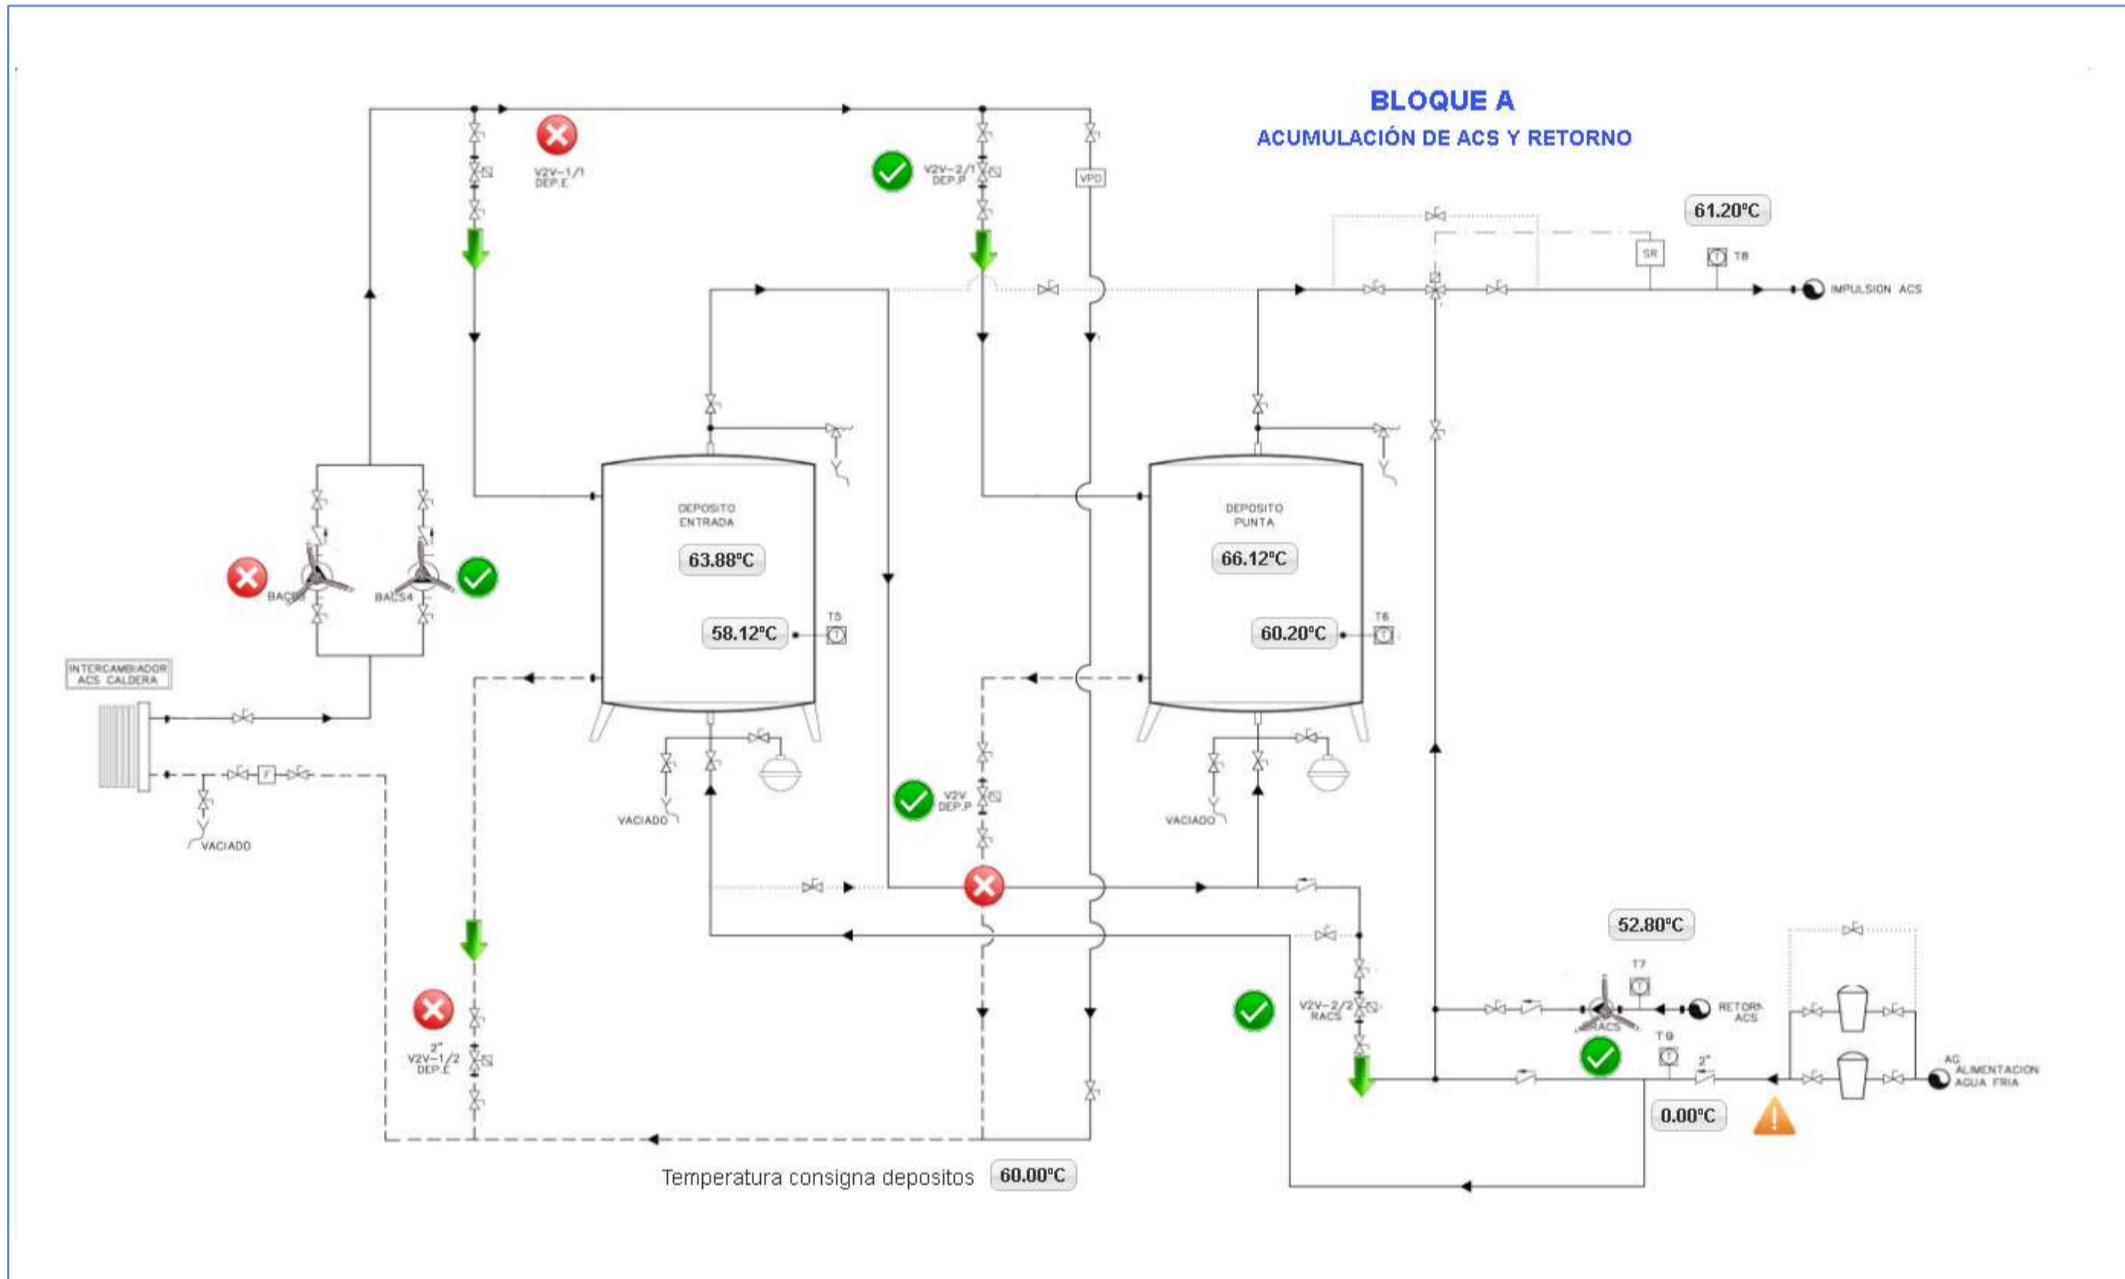 BLOQUE A
ACUMULACIÓN DE ACS Y RETORNO
V2V-1/1
DEP.E
V2V-2/1
DEP.P
VPD
61.20ºC
SR
T
T8
IMPULSION ACS
DEPOSITO
ENTRADA
63.88ºC
58.12ºC
T5
T
DEPOSITO
PUNTA
66.12ºC
60.20ºC
T6
T
BACS4
INTERCAMBIADOR
ACS CALDERA
F
VACIADO
VACIADO
VACIADO
V2V
DEP.P
2"
V2V-1/2
DEP.E
V2V-2/2
RACS
52.80ºC
T7
T
ACS
T9
T
2"
0.00ºC
AG
ALIMENTACION
AGUA FRIA
Temperatura consigna depositos 60.00ºC